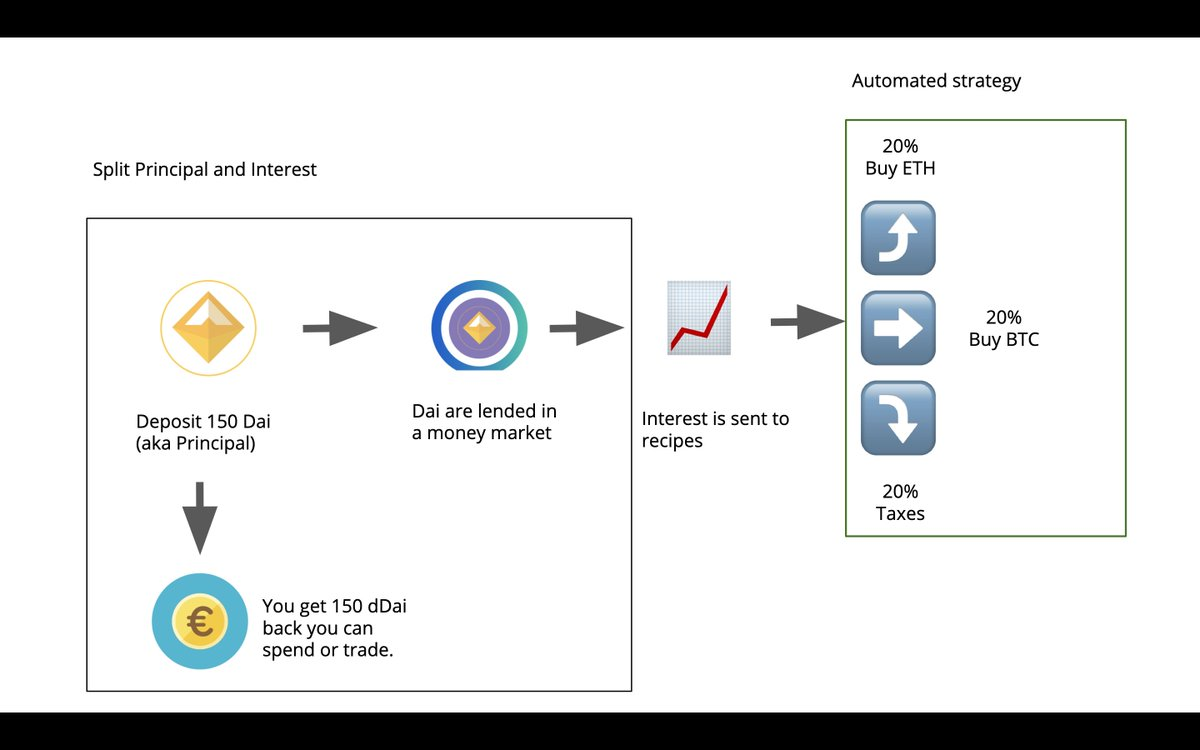 Automated strategy
Split Principal and Interest
Deposit 150 Dai
(aka Principal)
Dai are lended in
a money market
You get 150 dDai
back you can
spend or trade.
Interest is sent to
recipes
20%
Buy ETH
20%
Buy BTC
20%
Taxes
€